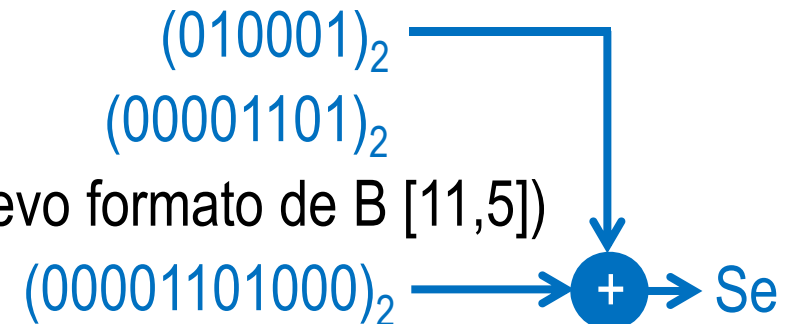 (010001)₂
(00001101)₂
evo formato de B [11,5])
(00001101000)₂ + Se